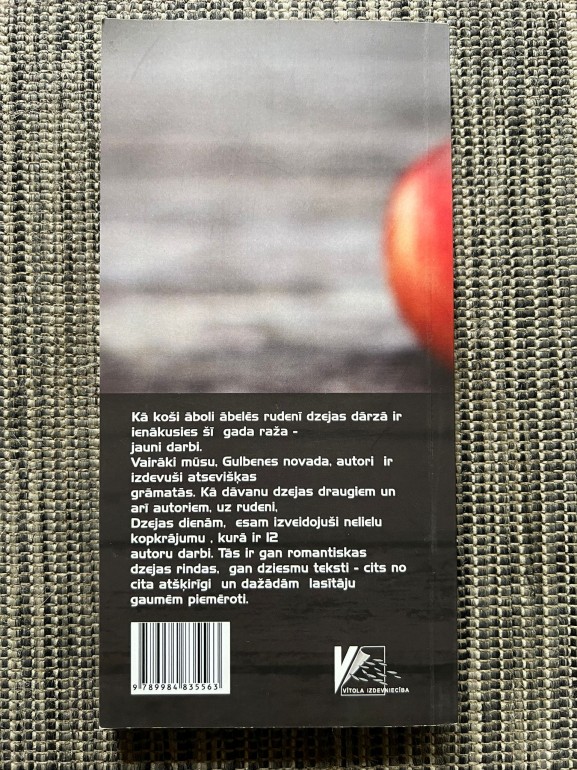 Kā koši āboli ābelēs rudenī dzejas dārzā ir
ienākusies šī gada raža -
jauni darbi.
Vairāki mūsu, Gulbenes novada, autori ir
izdevuši atsevišķas
grāmatās. Kā dāvanu dzejas draugiem un
arī autoriem, uz rudeni,
Dzejas dienām, esam izveidojuši nelielu
kopkrājumu , kurā ir 12
autoru darbi. Tās ir gan romantiskas
dzejas rindas, gan dziesmu teksti - cits no
cita atšķirīgi un dažādām lasītāju
gaumēm piemēroti.
9 789984 835563
V
VĪTOLA IZDEVNIECĪBA